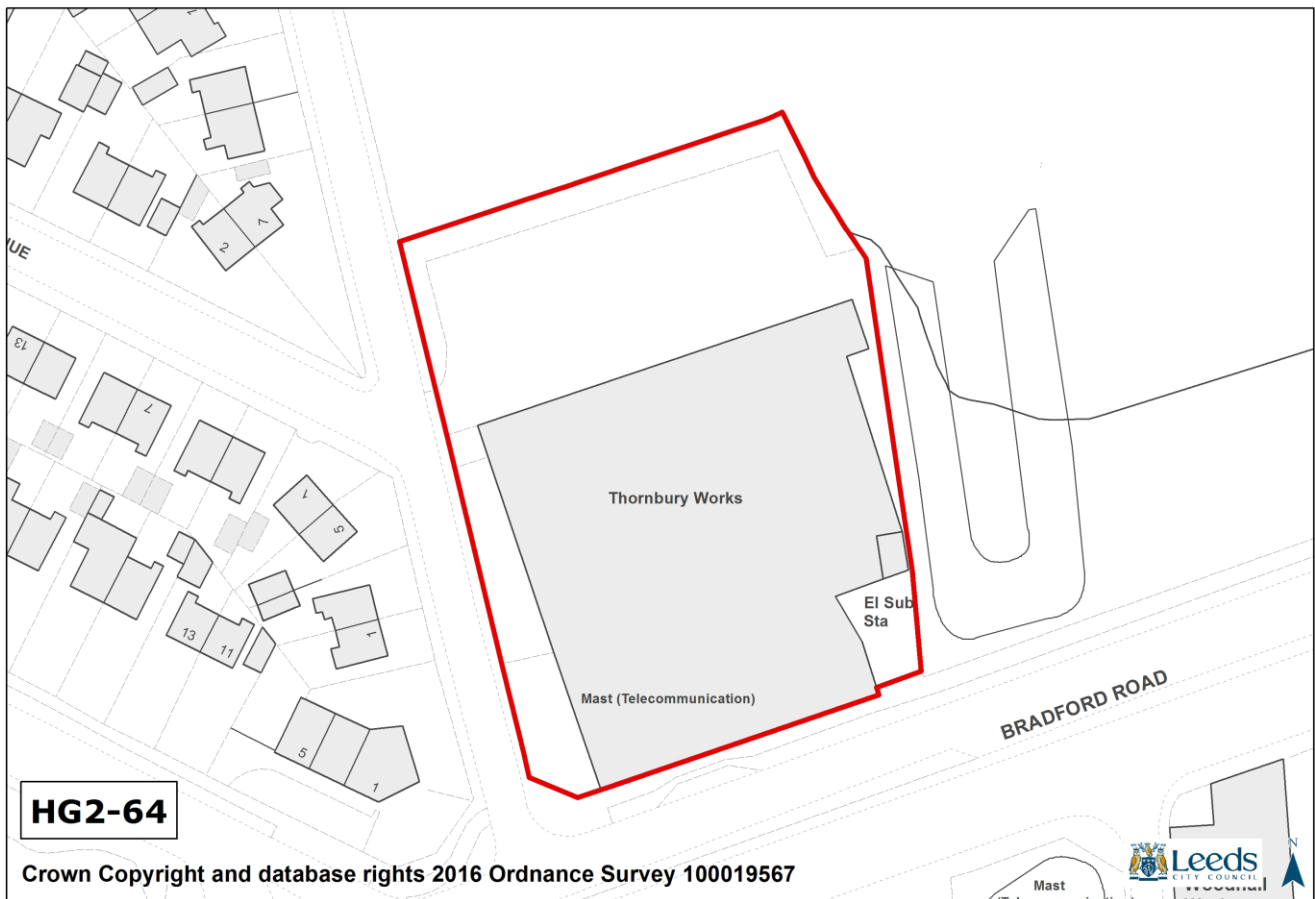 7
2
UE
13
7
Thornbury Works
1
5
El Sub
Sta
1
13
11
Mast (Telecommunication)
BRADFORD ROAD
5
1
HG2-64
Crown Copyright and database rights 2016 Ordnance Survey 100019567
Leeds
CITY COUNCIL
N
Mast